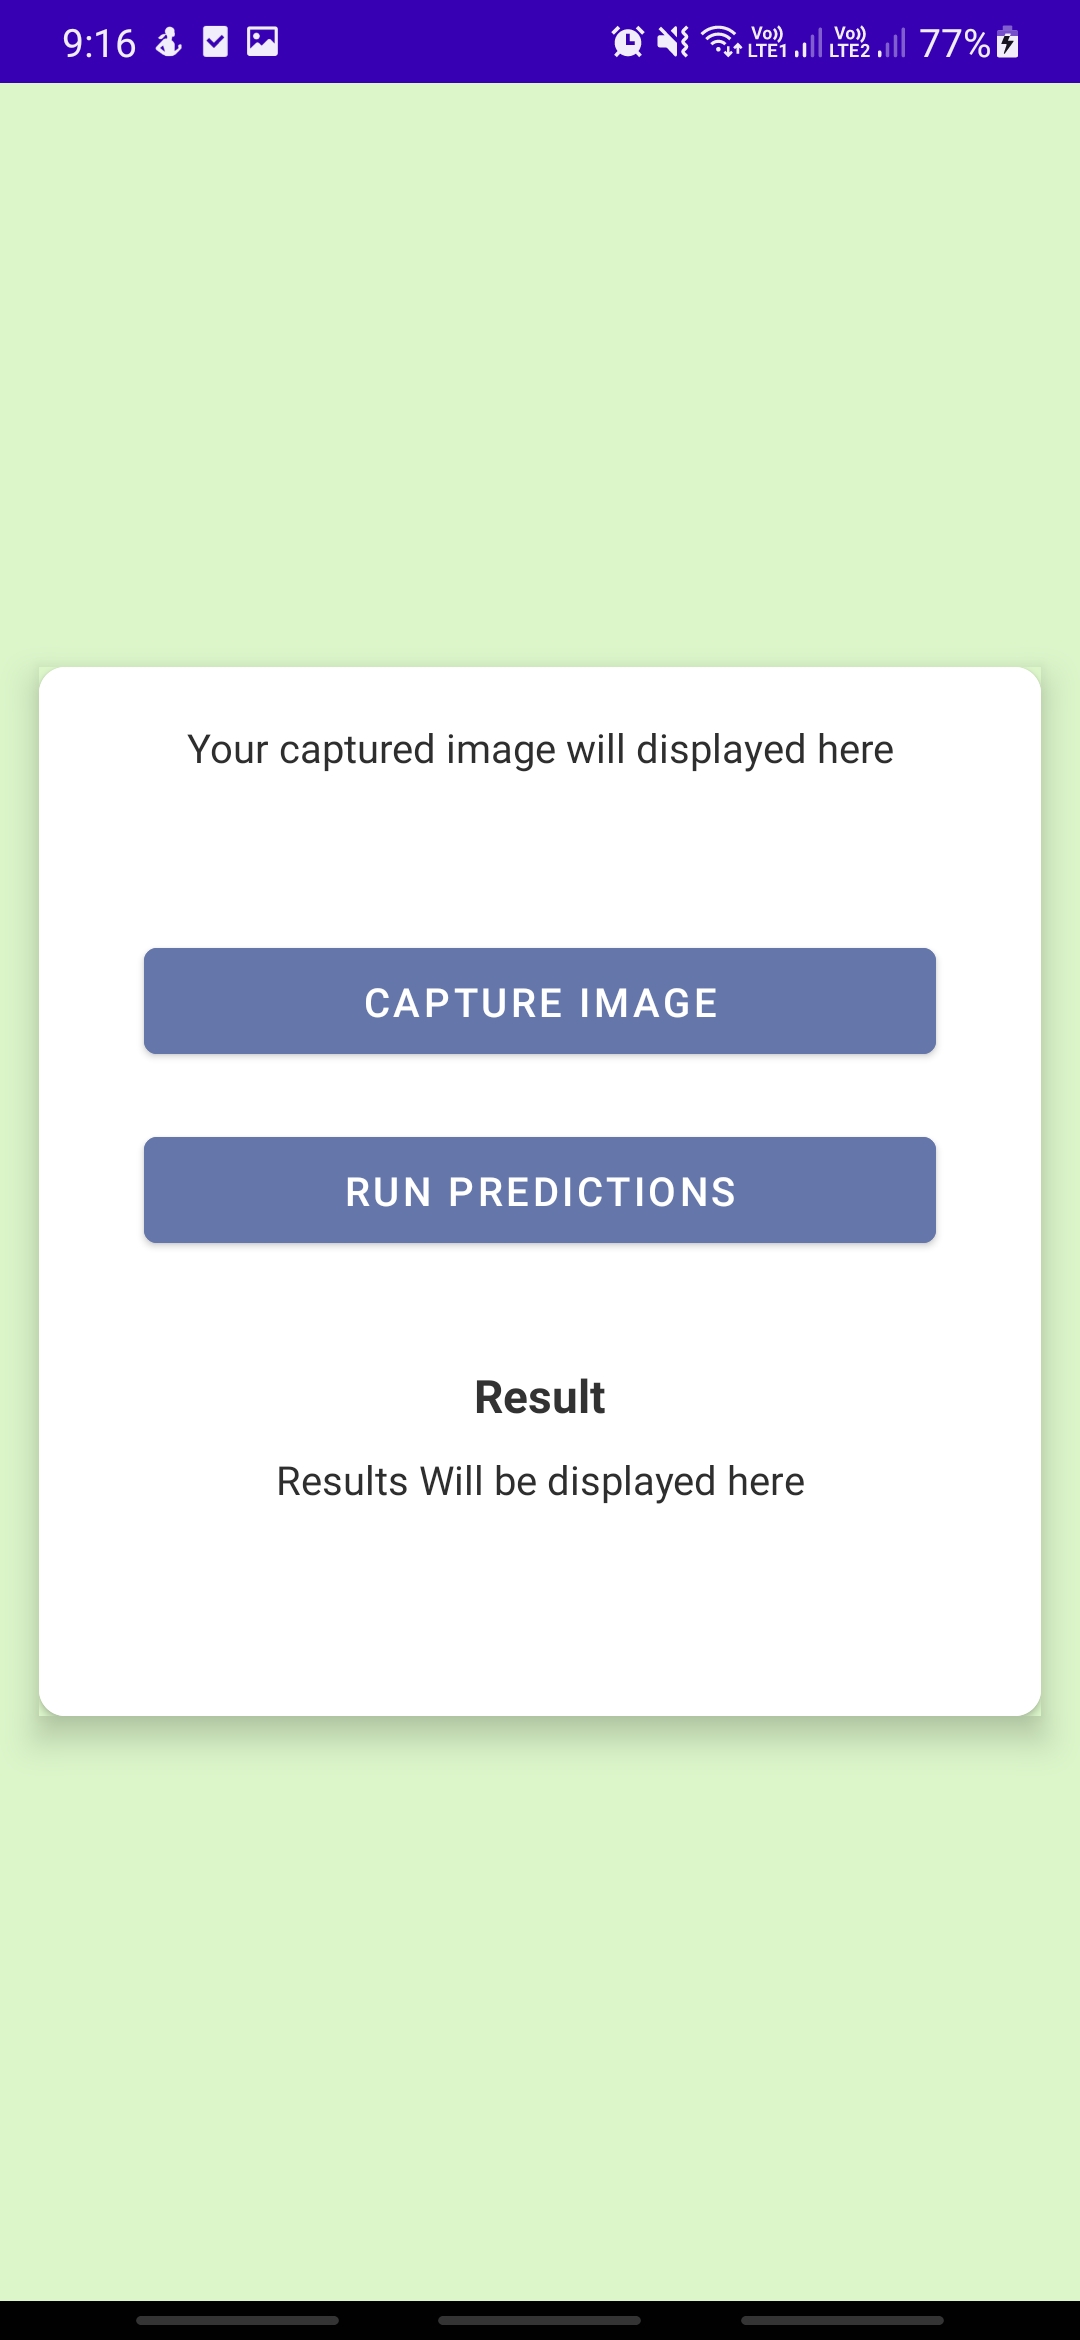 9:16 Vo)) LTE1 Vo)) LTE2 77%
Your captured image will displayed here
CAPTURE IMAGE
RUN PREDICTIONS
Result
Results Will be displayed here